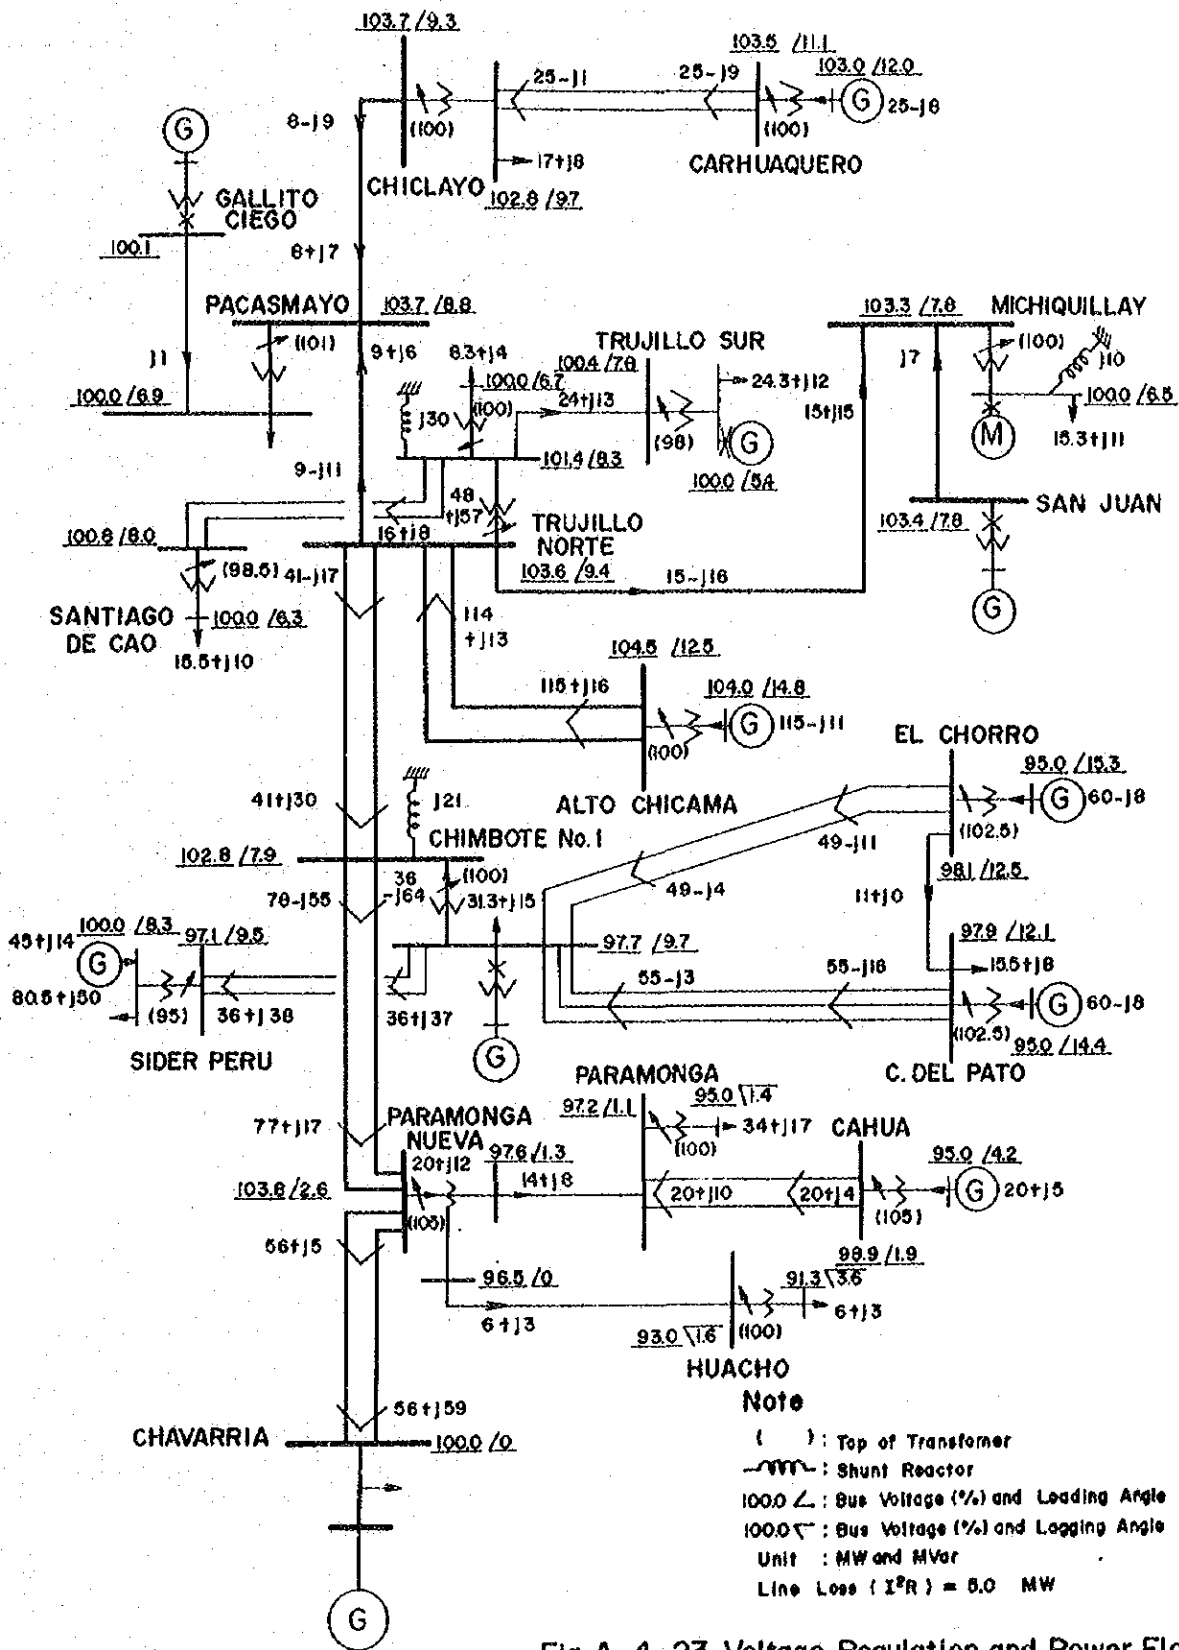 103.7 /9.3
103.5 /11.1
103.0 /12.0
25-j1
25-j9
G
25-j8
8-j9
(100)
(100)
G
17+j8
CARHUAQUERO
CHICLAYO
102.8 /9.7
GALLITO
CIEGO
100.1
8+j7
PACASMAYO
103.7 /8.8
103.3 /7.8
MICHIQUILLAY
(101)
9+j6
8.3+j4
TRUJILLO SUR
j7
(100)
j10
j1
100.4 /7.8
100.0 /6.7
24.3+j12
100.0 /6.9
j30
(100)
24+j13
15+j15
100.0 /6.5
(98)
G
M
15.3+j11
101.4 /8.3
100.0 /5.4
9-j11
48
+j57
SAN JUAN
TRUJILLO
NORTE
103.4 /7.8
100.8 /8.0
16+j8
(98.5)
41-j17
103.6 /9.4
15-j16
SANTIAGO
DE CAO
100.0 /6.3
114
+j13
G
15.5+j10
104.5 /12.5
115+j16
104.0 /14.8
G
115-j11
(100)
EL CHORRO
95.0 /15.3
41+j30
j21
ALTO CHICAMA
G
60-j8
CHIMBOTE No.1
49-j11
(102.5)
102.8 /7.9
36
-j64
(100)
98.1 /12.5
78-j55
31.3+j15
49-j4
11+j0
45+j14
100.0 /8.3
97.1 /9.5
97.7 /9.7
97.9 /12.1
G
55-j3
55-j16
15.5+j8
80.5+j50
(95)
36+j38
36+j37
G
60-j8
(102.5)
SIDER PERU
G
95.0 /14.4
PARAMONGA
C. DEL PATO
97.2 /1.1
95.0 1.4
77+j17
PARAMONGA
NUEVA
34+j17
CAHUA
20+j12
97.6 /1.3
(100)
95.0 /4.2
103.8 /2.6
14+j8
20+j10
20+j4
G
20+j5
(105)
(105)
56+j5
98.9 /1.9
96.5 /0
91.3 3.6
6+j3
6+j3
93.0 1.6
(100)
HUACHO
Note
56+j59
CHAVARRIA
100.0 /0
( ) : Top of Transfomer
: Shunt Reactor
100.0 ∠ : Bus Voltage (%) and Leading Angle
100.0 : Bus Voltage (%) and Lagging Angle
Unit : MW and MVar
Line Loss ( I²R ) = 5.0 MW
G
Fig. A-4-23 Voltage Regulation and Power Flo